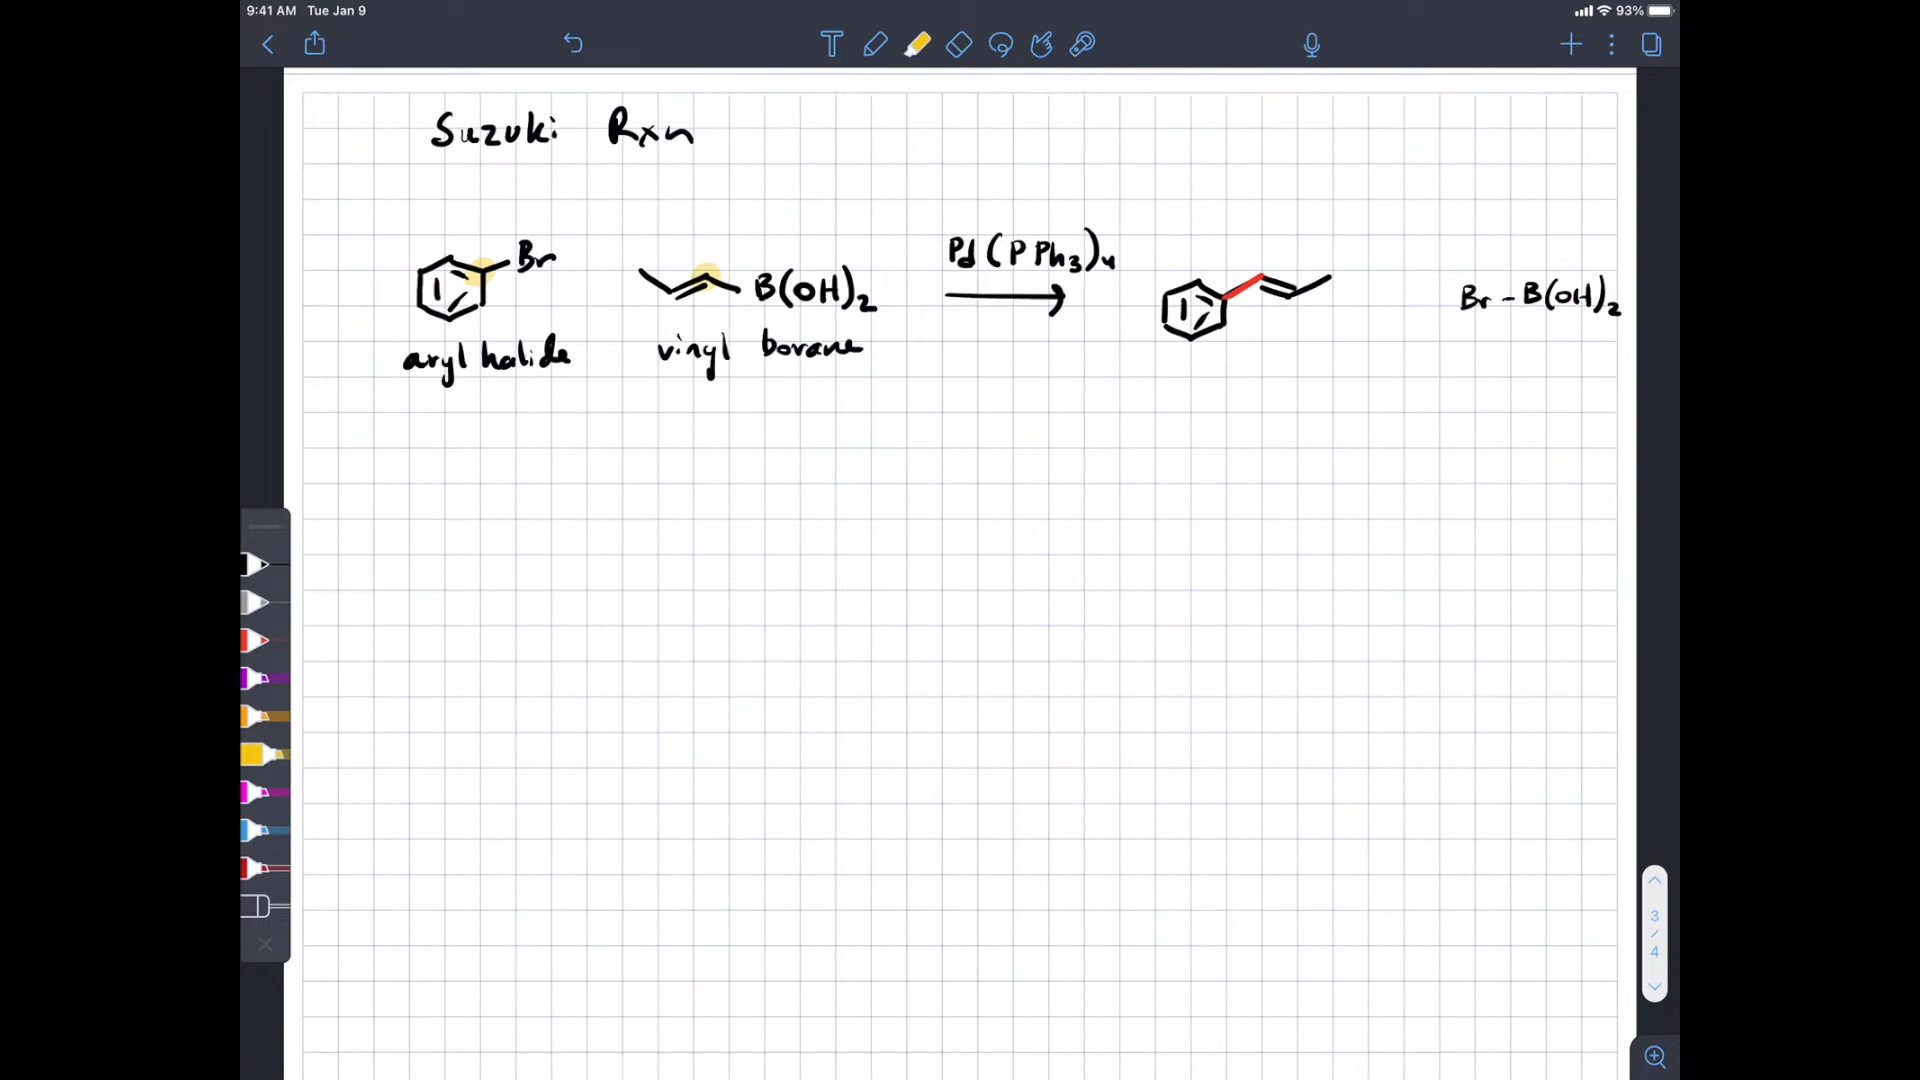 9:41 AM Tue Jan 9
93%
Suzuki Rxn
Br
B(OH)2
Pd(PPh3)4
Br - B(OH)2
aryl halide
vinyl borane
3
/
4